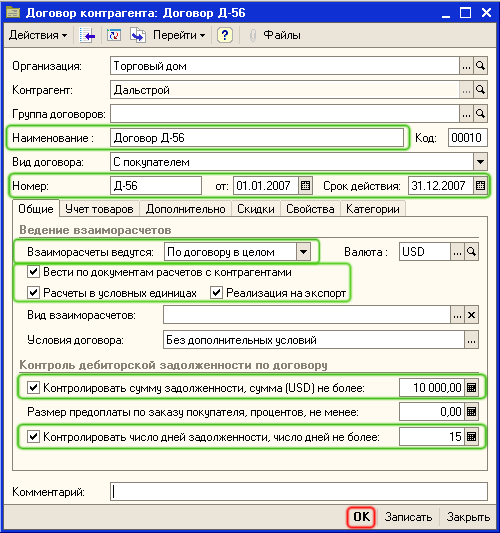 Договор контрагента: Договор Д-56
Действия Перейти ? Файлы
Организация: Торговый дом ...
Контрагент: Дальстрой ...
Группа договоров: ...
Наименование : Договор Д-56 Код: 00010
Вид договора: С покупателем
Номер: Д-56 от: 01.01.2007 Срок действия: 31.12.2007
Общие Учет товаров Дополнительно Скидки Свойства Категории
Ведение взаиморасчетов
Взаиморасчеты ведутся: По договору в целом Валюта: USD ...
Вести по документам расчетов с контрагентами
Расчеты в условных единицах Реализация на экспорт
Вид взаиморасчетов: ... ×
Условия договора: Без дополнительных условий ...
Контроль дебиторской задолженности по договору
Контролировать сумму задолженности, сумма (USD) не более: 10 000,00
Размер предоплаты по заказу покупателя, процентов, не менее: 0,00
Контролировать число дней задолженности, число дней не более: 15
Комментарий:
OK Записать Закрыть